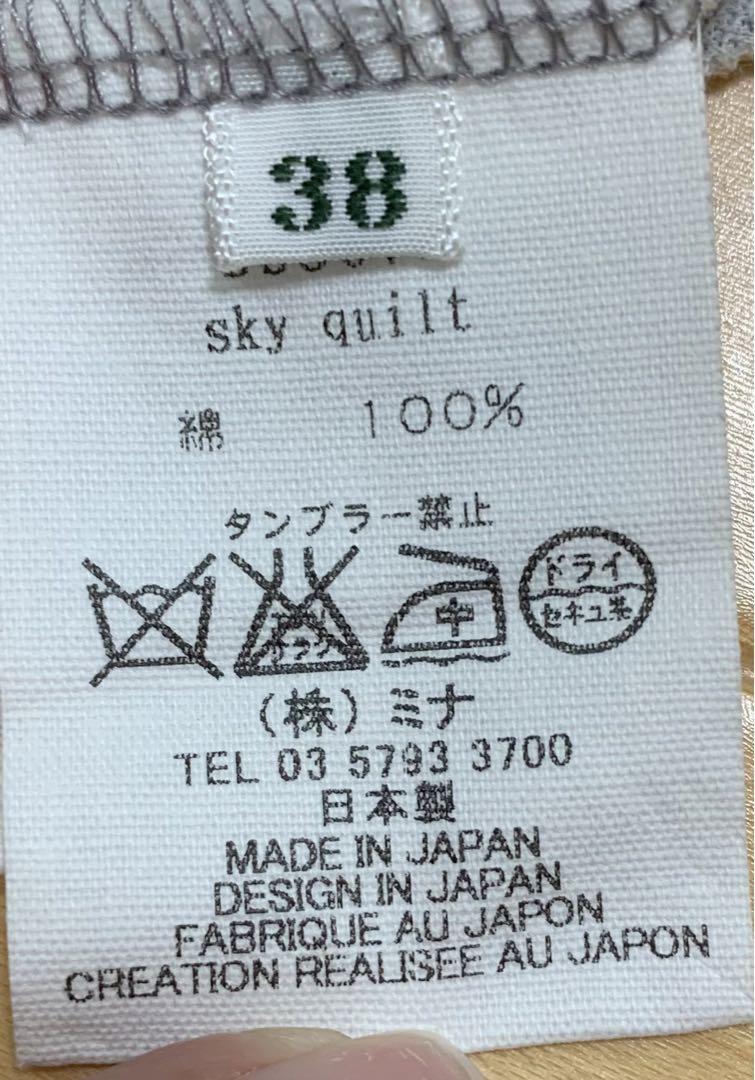 38
sky quilt
綿 100%
タンブラー禁止
中
ドライ
セキユ系
(株) ミナ
TEL 03 5793 3700
日本製
MADE IN JAPAN
DESIGN IN JAPAN
FABRIQUE AU JAPON
CREATION REALISEE AU JAPON